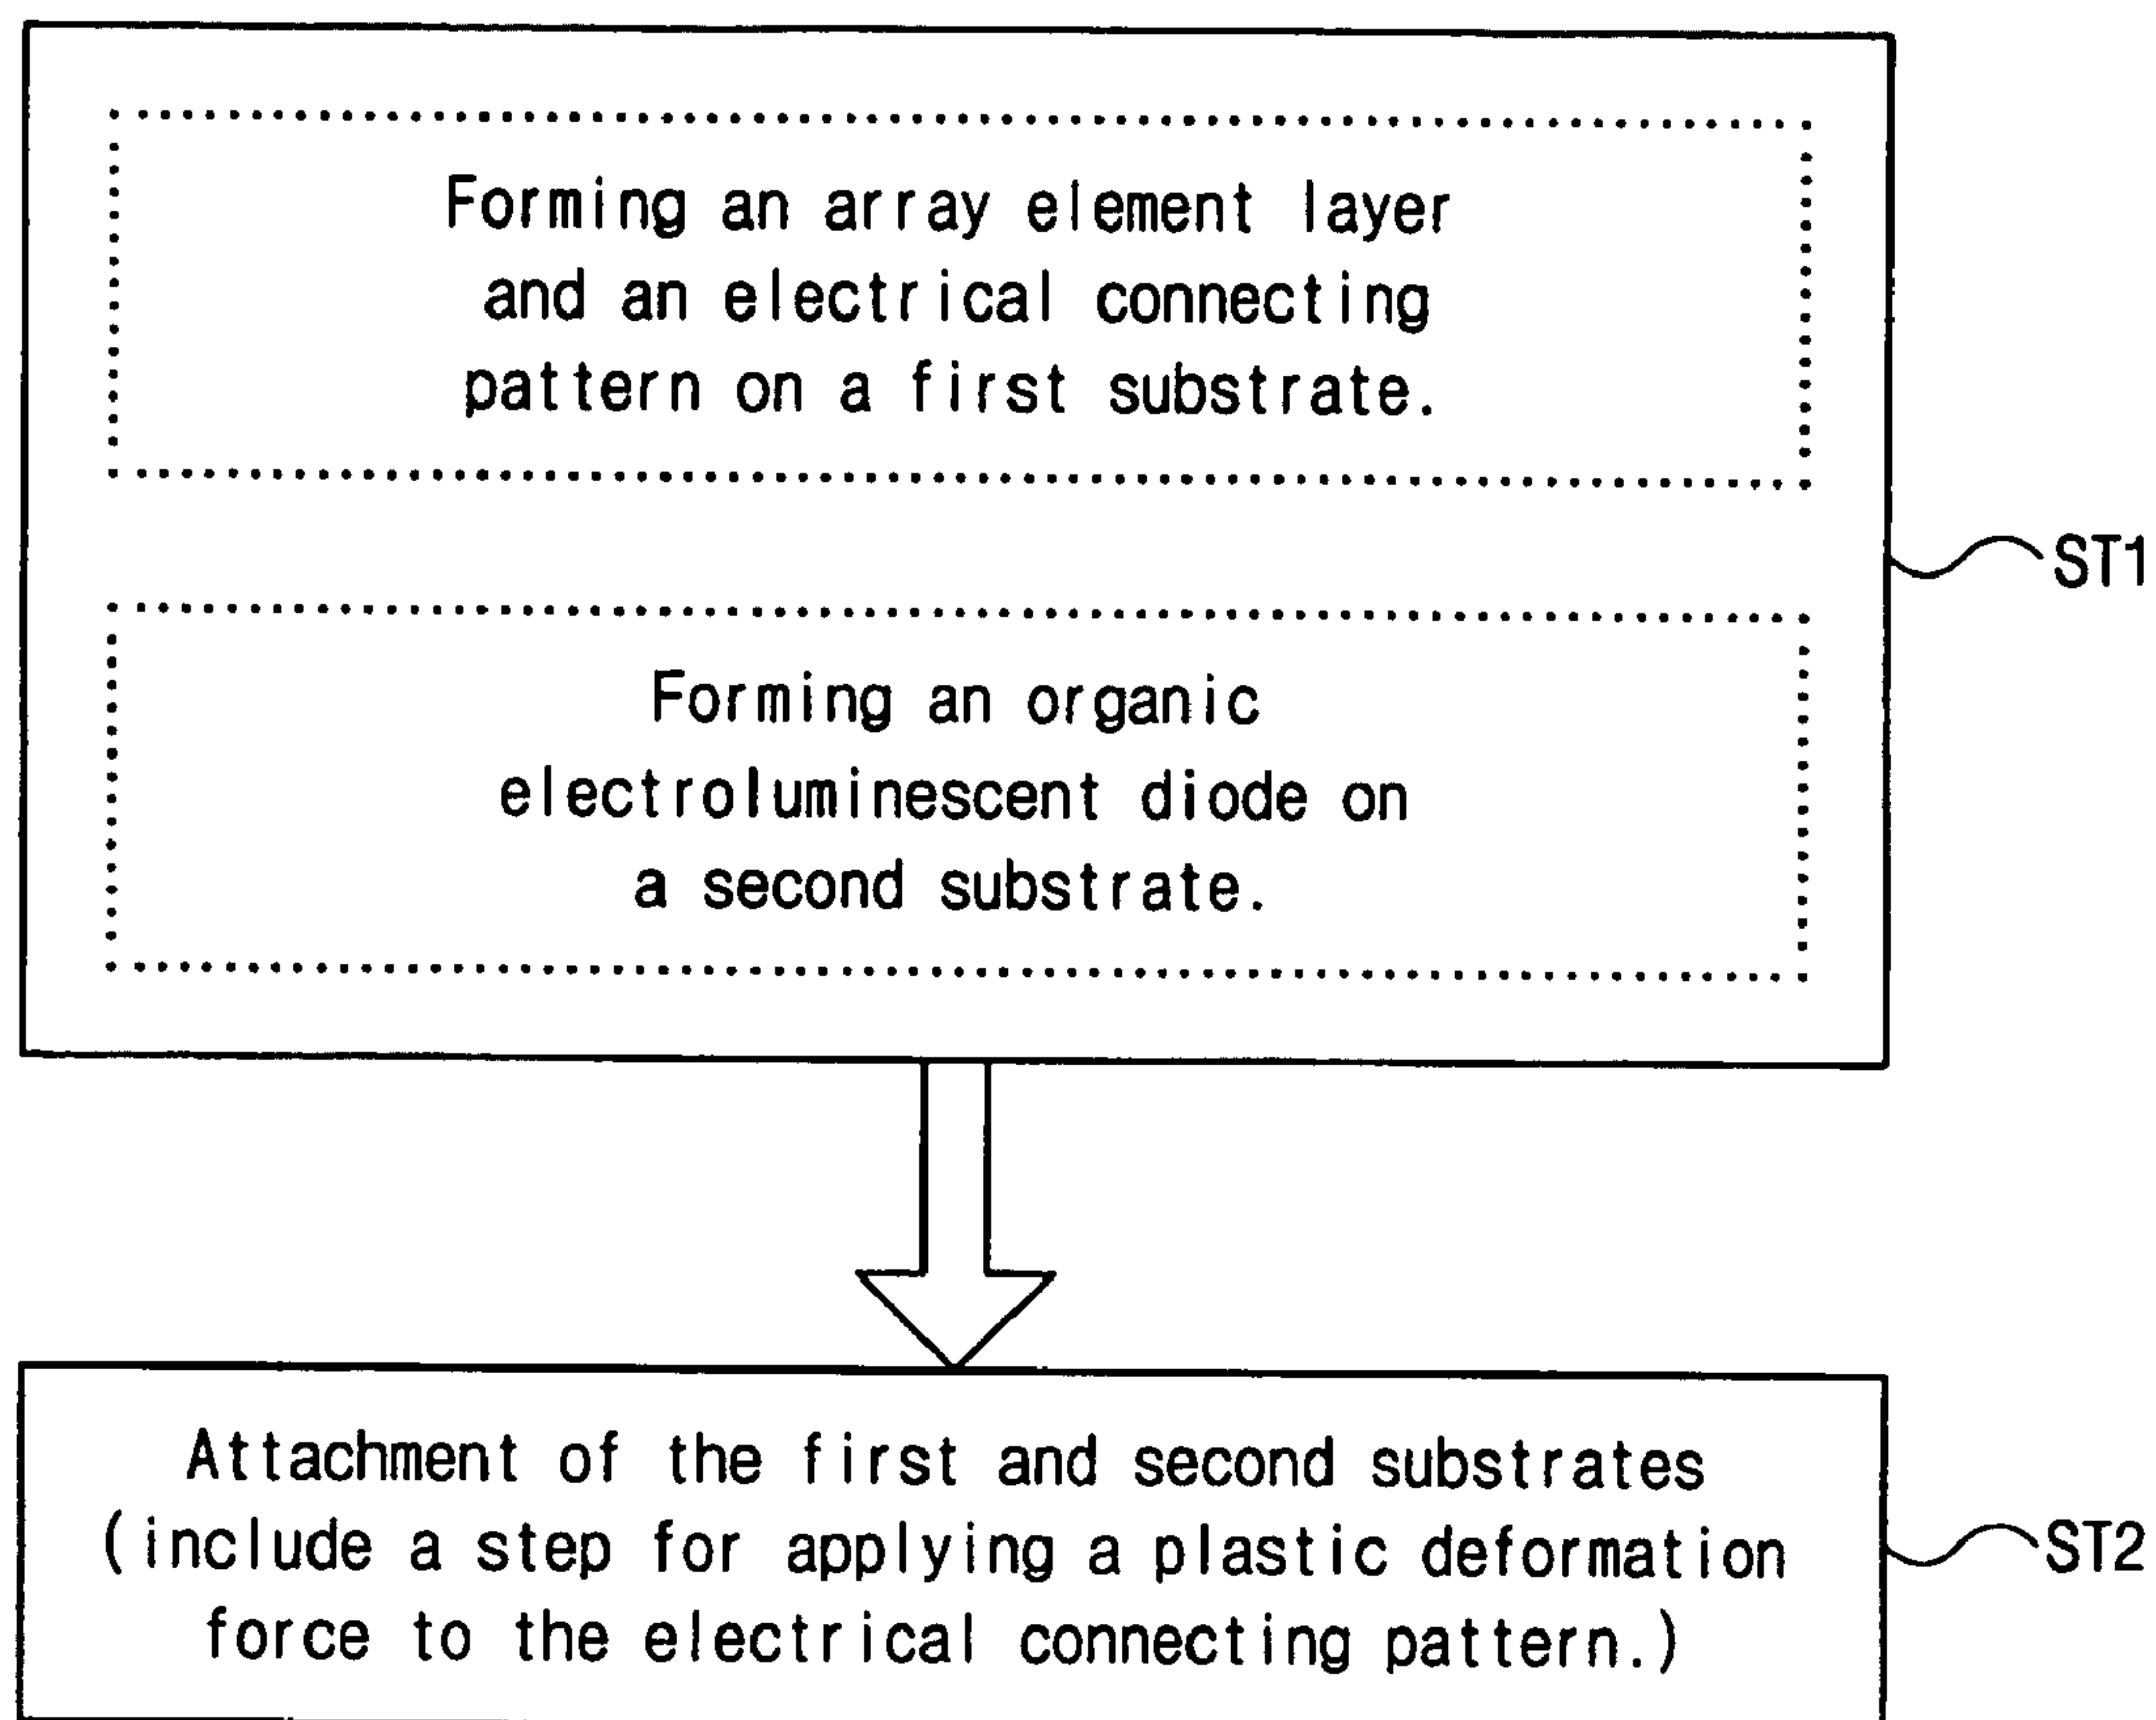 Forming an array element layer
and an electrical connecting
pattern on a first substrate.
ST1
Forming an organic
electroluminescent diode on
a second substrate.
Attachment of the first and second substrates
(include a step for applying a plastic deformation
force to the electrical connecting pattern.)
ST2